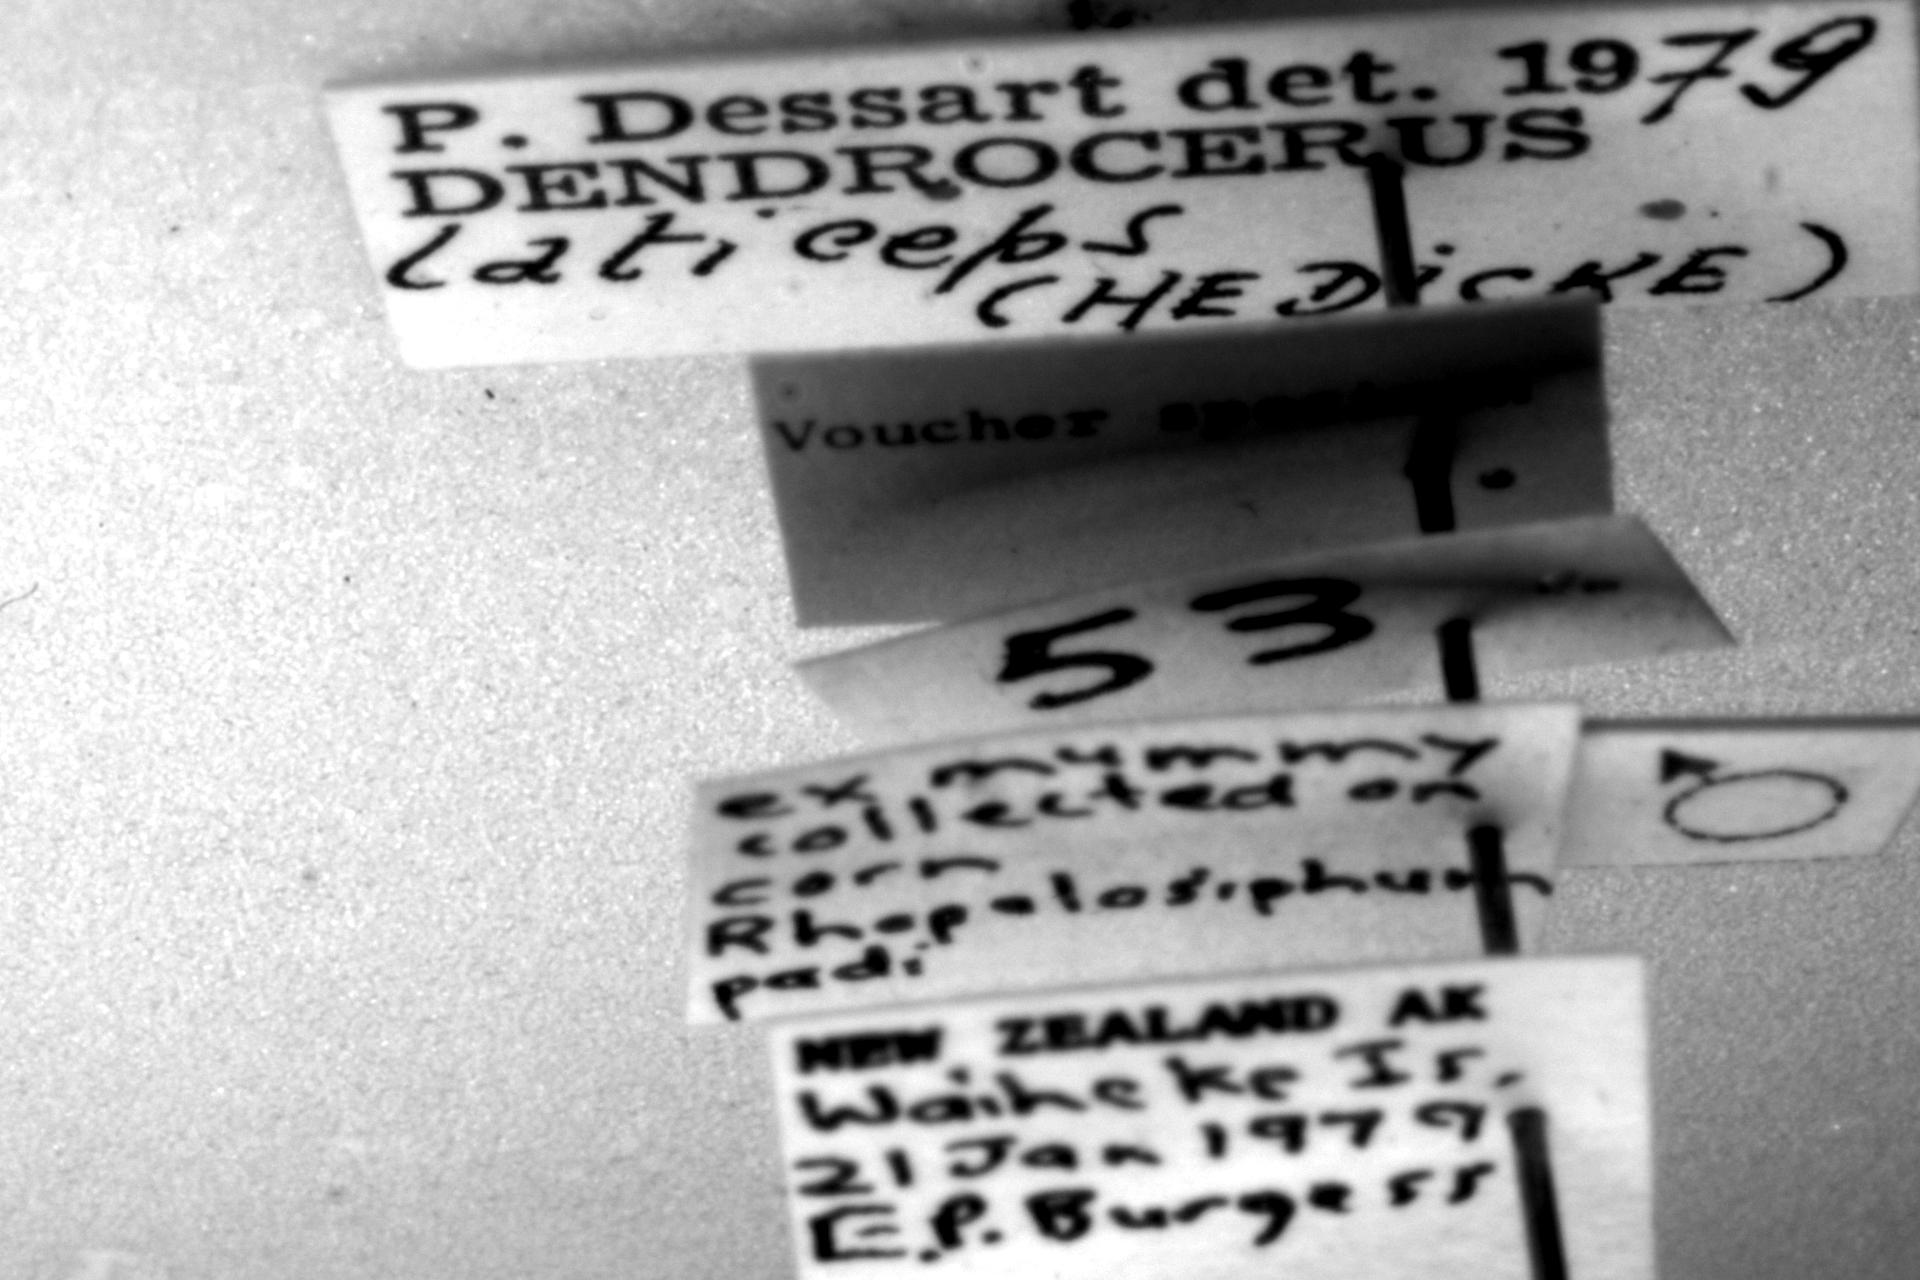 P. Dessart det. 1979
DENDROCERUS
laticeps
(HEDiCKE)
Voucher specimen
53
ex mummy
collected on
corn
♂
Rhopalosiphum
padi
NEW ZEALAND AK
Waiheke Is.
21 Jan 1979
E.P. Burgess